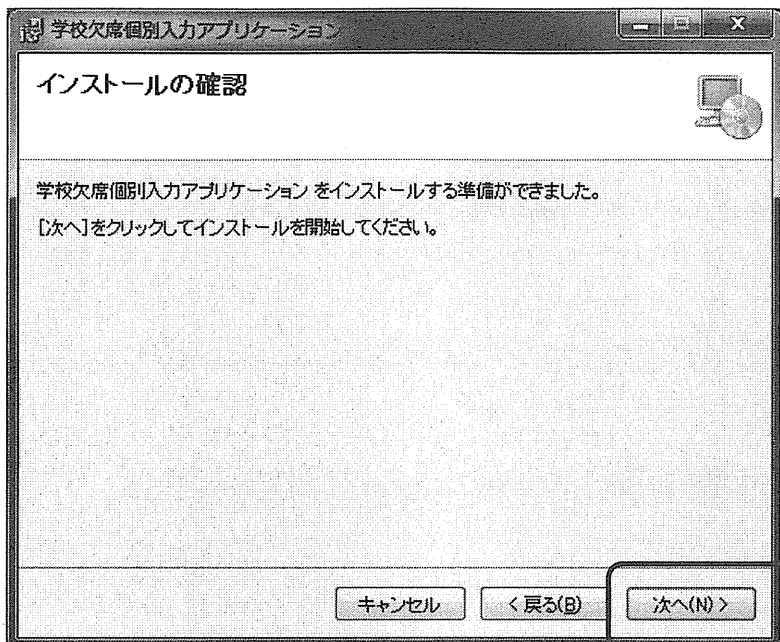 学校欠席個別入力アプリケーション
インストールの確認
学校欠席個別入力アプリケーション をインストールする準備ができました。
[次へ]をクリックしてインストールを開始してください。
キャンセル
< 戻る(B)
次へ(N) >